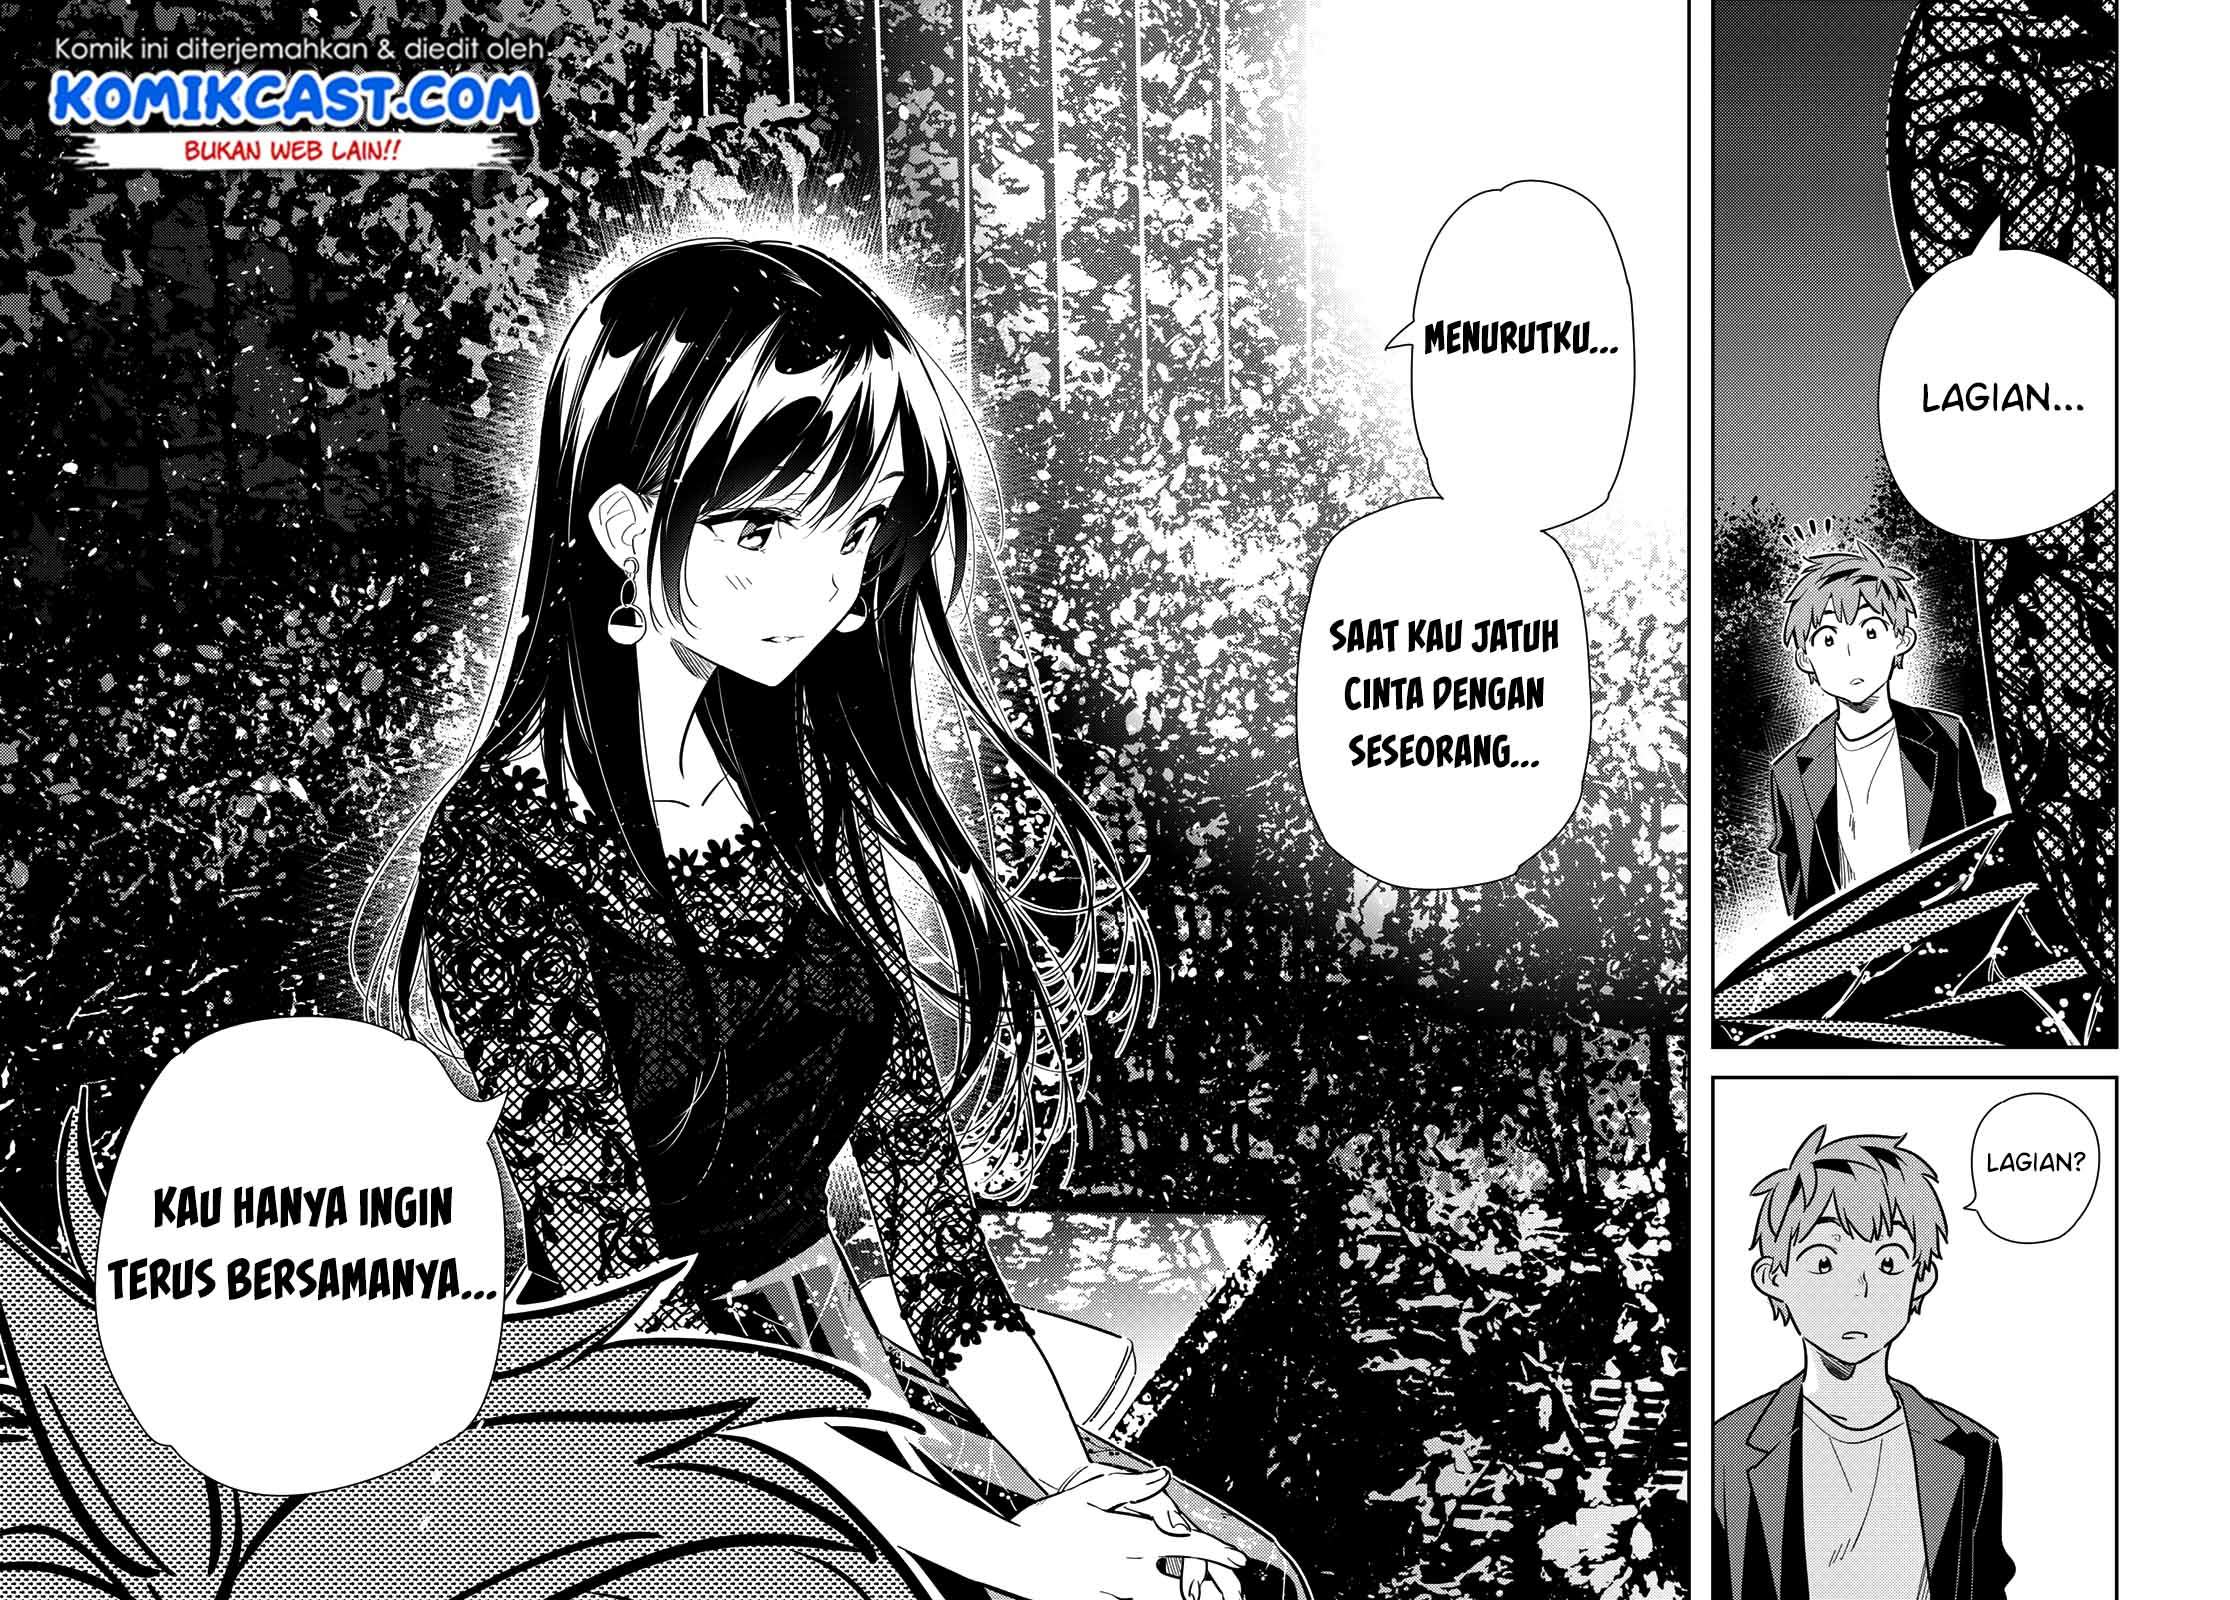 Komik ini diterjemahkan & diedit oleh
KOMIKCAST.COM
BUKAN WEB LAIN!!
LAGIAN...
LAGIAN?
MENURUTKU...
SAAT KAU JATUH
CINTA DENGAN
SESEORANG...
KAU HANYA INGIN
TERUS BERSAMANYA...